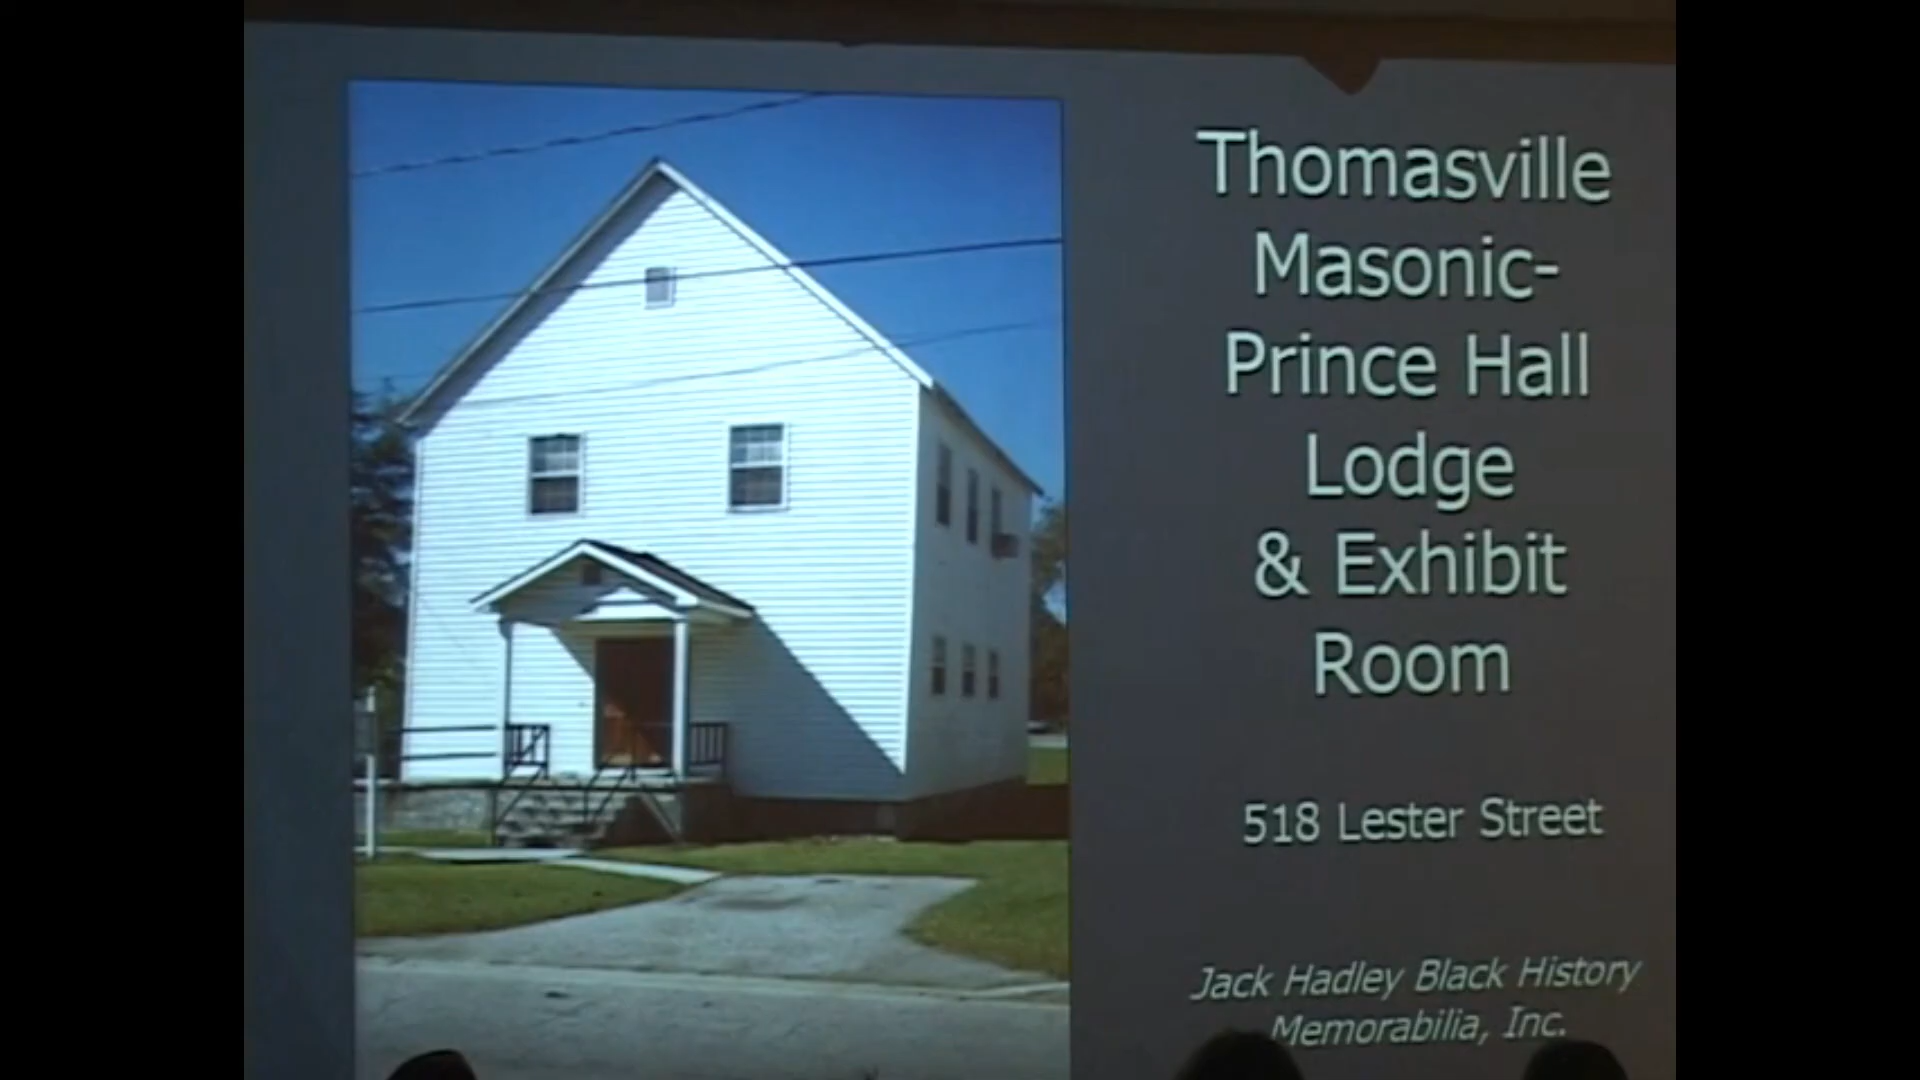 Thomasville
Masonic-
Prince Hall
Lodge
& Exhibit
Room
518 Lester Street
Jack Hadley Black History
Memorabilia, Inc.